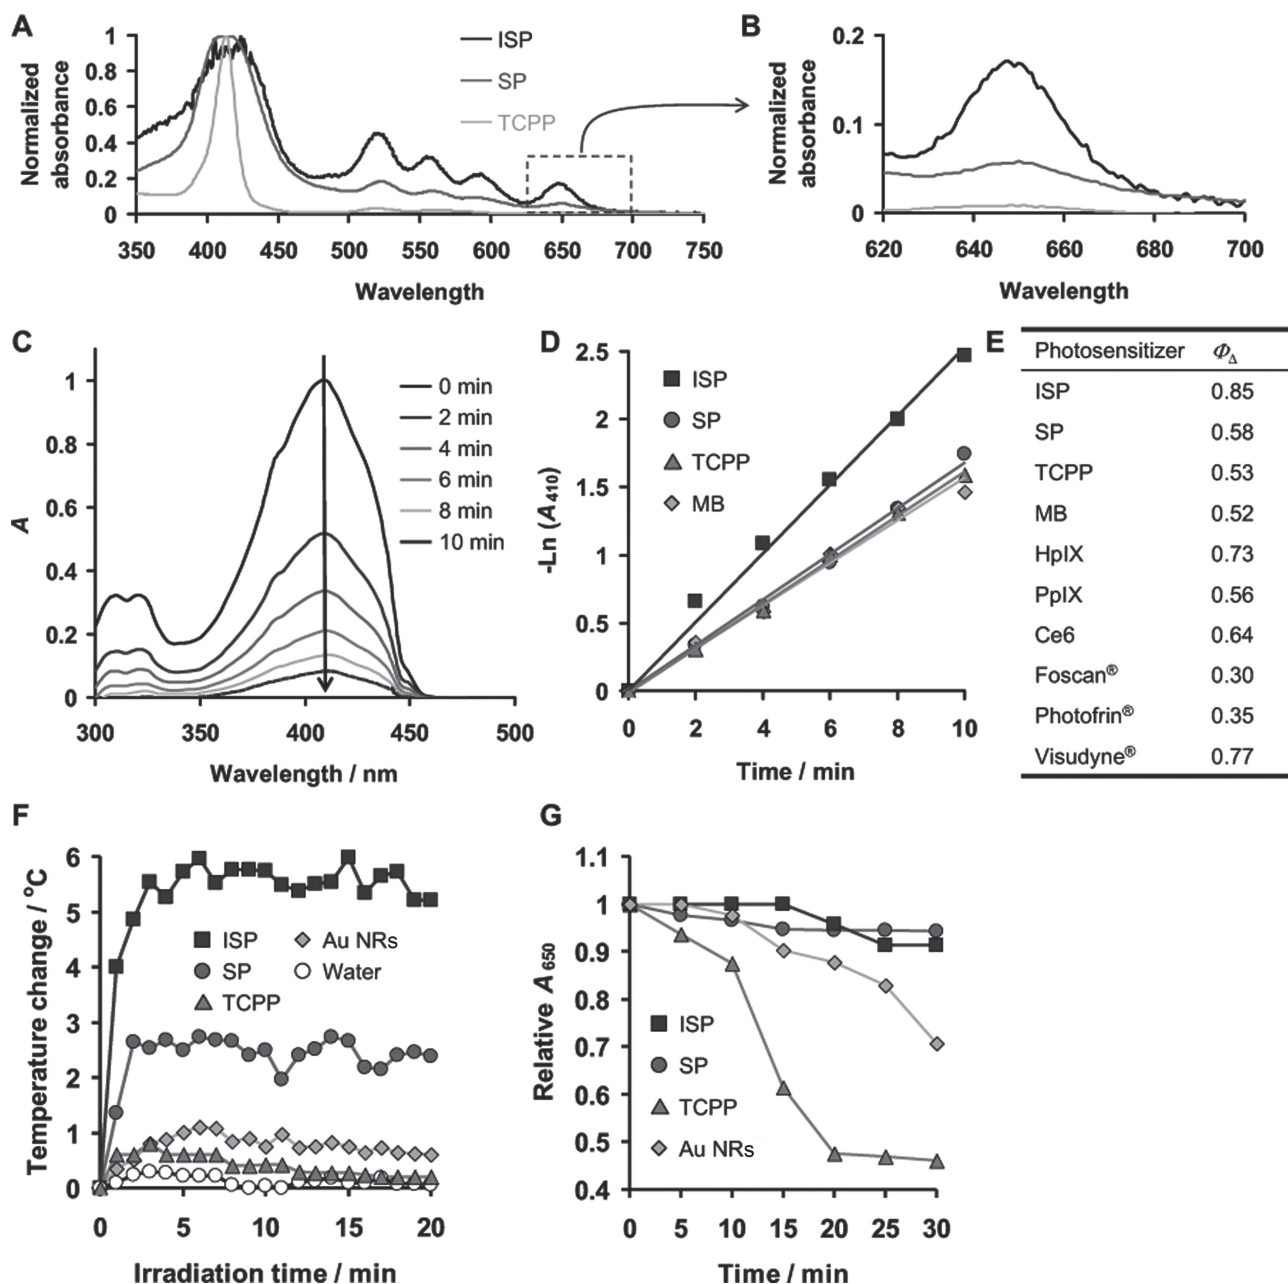 A
Normalized
absorbance
1
0.8
0.6
0.4
0.2
0
350 400 450 500 550 600 650 700 750
Wavelength
ISP
SP
TCPP
B
Normalized
absorbance
0.2
0.1
0
620 640 660 680 700
Wavelength
C
A
1
0.8
0.6
0.4
0.2
0
300 350 400 450 500
Wavelength / nm
0 min
2 min
4 min
6 min
8 min
10 min
D
-Ln (A410)
2.5
2
1.5
1
0.5
0
0 2 4 6 8 10
Time / min
ISP
SP
TCPP
MB
E
Photosensitizer ΦΔ
ISP 0.85
SP 0.58
TCPP 0.53
MB 0.52
HpIX 0.73
PpIX 0.56
Ce6 0.64
Foscan® 0.30
Photofrin® 0.35
Visudyne® 0.77
F
Temperature change / °C
6
5
4
3
2
1
0
0 5 10 15 20
Irradiation time / min
ISP
SP
TCPP
Au NRs
Water
G
Relative A650
1.1
1
0.9
0.8
0.7
0.6
0.5
0.4
0 5 10 15 20 25 30
Time / min
ISP
SP
TCPP
Au NRs